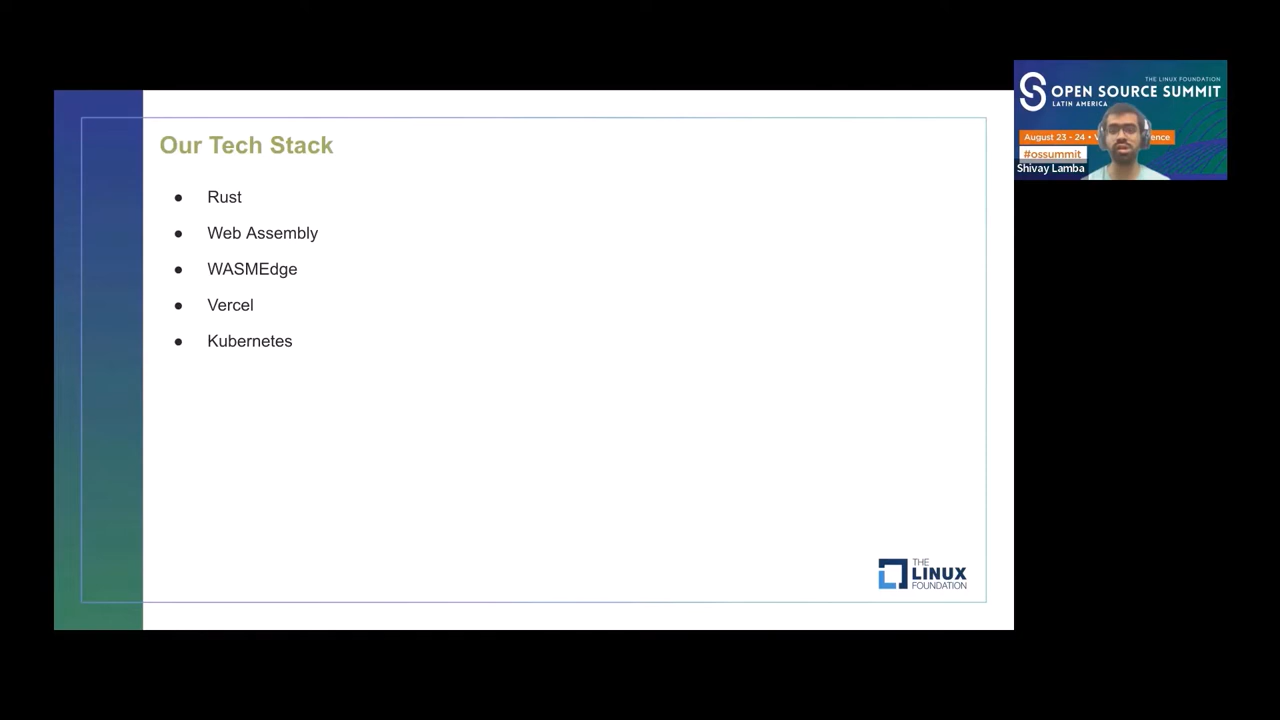 Our Tech Stack
● Rust
● Web Assembly
● WASMEdge
● Vercel
● Kubernetes
THE
LINUX
FOUNDATION
THE LINUX FOUNDATION
OPEN SOURCE SUMMIT
LATIN AMERICA
August 23 - 24 •
#ossummit
Shivay Lamba